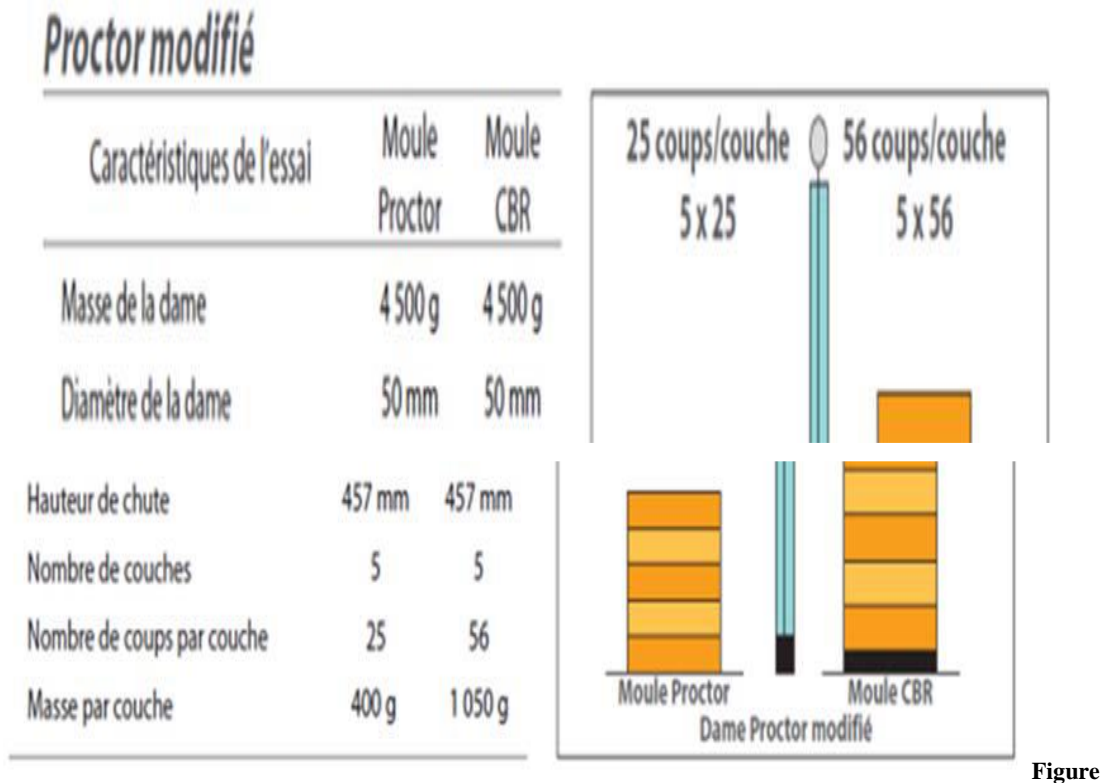 Proctor modifié
Caractéristiques de l'essai
Moule Proctor
Moule CBR
Masse de la dame 4 500 g 4 500 g
Diamètre de la dame 50 mm 50 mm
Hauteur de chute 457 mm 457 mm
Nombre de couches 5 5
Nombre de coups par couche 25 56
Masse par couche 400 g 1 050 g
25 coups/couche 56 coups/couche
5 x 25 5 x 56
Moule Proctor Moule CBR
Dame Proctor modifié
Figure